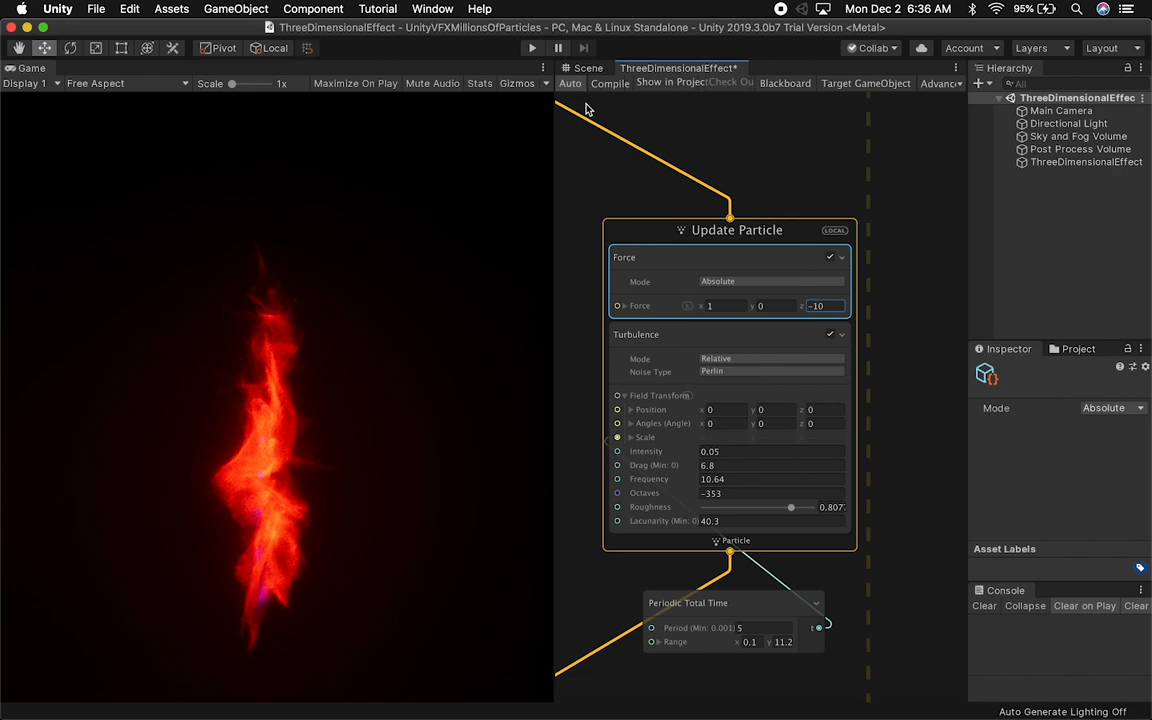 Unity File Edit Assets GameObject Component Tutorial Window Help 95% Mon Dec 2 6:36 AM
ThreeDimensionalEffect - UnityVFXMillionsOfParticles - PC, Mac & Linux Standalone - Unity 2019.3.0b7 Trial Version <Metal>
Pivot Local Collab Account Layers Layout
Game Scene ThreeDimensionalEffect* Hierarchy
Display 1 Free Aspect Scale 1x Maximize On Play Mute Audio Stats Gizmos Auto Compile Show in Project Check Ou Blackboard Target GameObject Advanc All
ThreeDimensionalEffec
Main Camera
Directional Light
Sky and Fog Volume
Post Process Volume
ThreeDimensionalEffect
Update Particle LOCAL
Force
Mode Absolute
Force L x 1 y 0 z -10
Turbulence
Mode Relative
Noise Type Perlin
Field Transform
Position x 0 y 0 z 0
Angles (Angle) x 0 y 0 z 0
Scale
Intensity 0.05
Drag (Min: 0) 6.8
Frequency 10.64
Octaves -353
Roughness 0.807
Lacunarity (Min: 0) 40.3
Particle
Periodic Total Time
Period (Min: 0.001) 5 t
Range x 0.1 y 11.2
Inspector Project
Mode Absolute
Asset Labels
Console
Clear Collapse Clear on Play Clear
Auto Generate Lighting Off